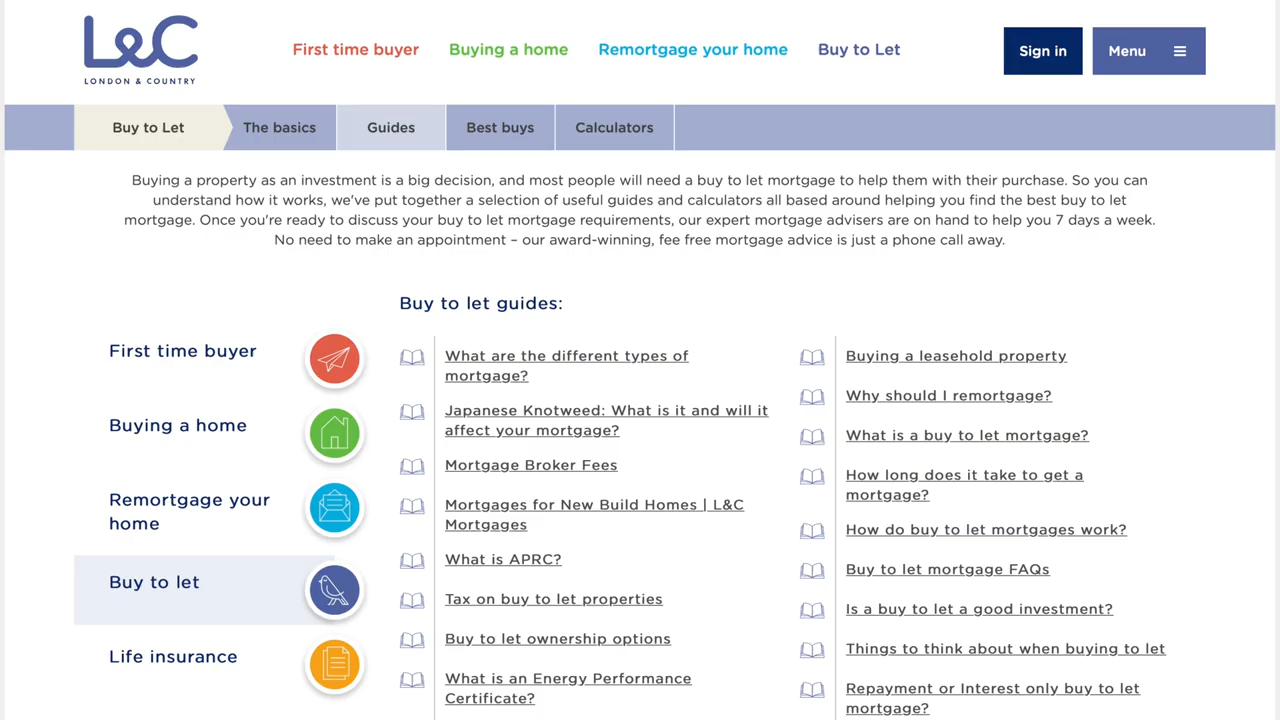 L&C
LONDON & COUNTRY
First time buyer
Buying a home
Remortgage your home
Buy to Let
Sign in
Menu
Buy to Let
The basics
Guides
Best buys
Calculators
Buying a property as an investment is a big decision, and most people will need a buy to let mortgage to help them with their purchase. So you can
understand how it works, we've put together a selection of useful guides and calculators all based around helping you find the best buy to let
mortgage. Once you're ready to discuss your buy to let mortgage requirements, our expert mortgage advisers are on hand to help you 7 days a week.
No need to make an appointment – our award-winning, fee free mortgage advice is just a phone call away.
First time buyer
Buying a home
Remortgage your
home
Buy to let
Life insurance
Buy to let guides:
What are the different types of
mortgage?
Japanese Knotweed: What is it and will it
affect your mortgage?
Mortgage Broker Fees
Mortgages for New Build Homes | L&C
Mortgages
What is APRC?
Tax on buy to let properties
Buy to let ownership options
What is an Energy Performance
Certificate?
Buying a leasehold property
Why should I remortgage?
What is a buy to let mortgage?
How long does it take to get a
mortgage?
How do buy to let mortgages work?
Buy to let mortgage FAQs
Is a buy to let a good investment?
Things to think about when buying to let
Repayment or Interest only buy to let
mortgage?